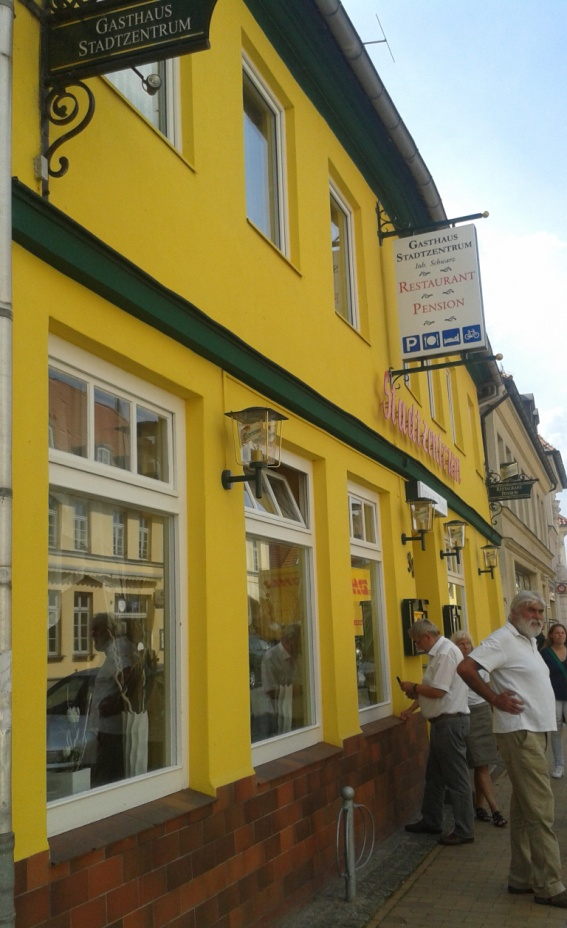 GASTHAUS
STADTZENTRUM
GASTHAUS
STADTZENTRUM
Inh. Schwarz
RESTAURANT
PENSION
P
Stadtzentrum